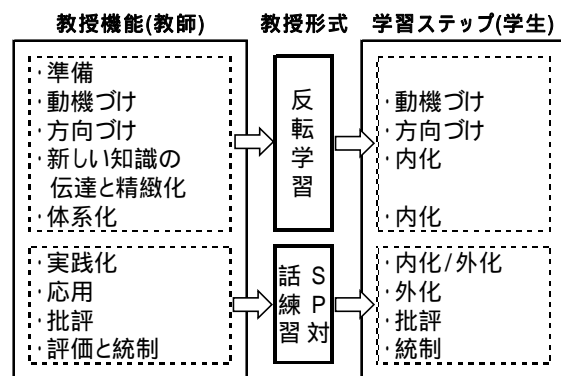 教授機能(教師)
教授形式
学習ステップ(学生)
・準備
・動機づけ
・方向づけ
・新しい知識の
伝達と精緻化
・体系化
反転学習
・動機づけ
・方向づけ
・内化
・内化
・実践化
・応用
・批評
・評価と統制
SP対
話練習
・内化/外化
・外化
・批評
・統制